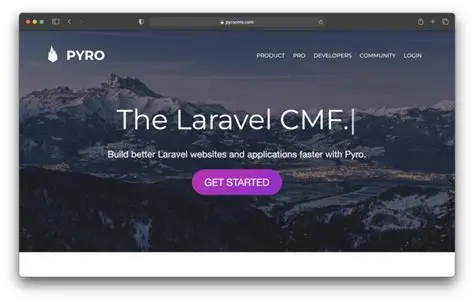 pyrocms.com
PYRO
PRODUCT PRO DEVELOPERS COMMUNITY LOGIN
The Laravel CMF.|
Build better Laravel websites and applications faster with Pyro.
GET STARTED